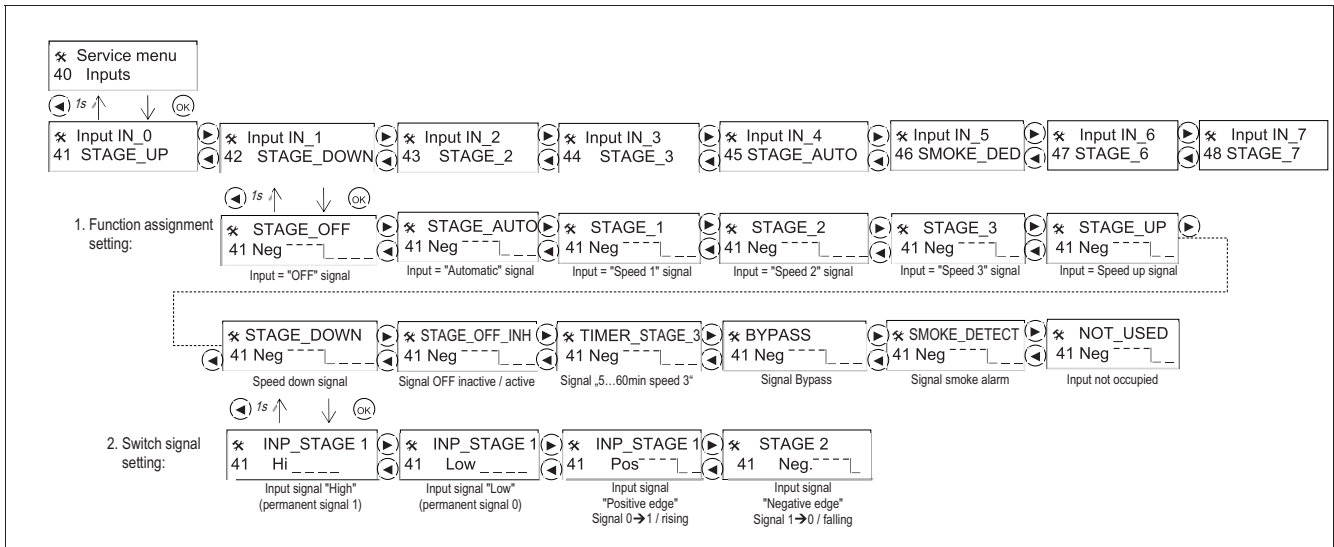 Service menu
40 Inputs
1s OK
Input IN_0
41 STAGE_UP
Input IN_1
42 STAGE_DOWN
Input IN_2
43 STAGE_2
Input IN_3
44 STAGE_3
Input IN_4
45 STAGE_AUTO
Input IN_5
46 SMOKE_DED
Input IN_6
47 STAGE_6
Input IN_7
48 STAGE_7
1s OK
1. Function assignment
setting:
STAGE_OFF
41 Neg
Input = "OFF" signal
STAGE_AUTO
41 Neg
Input = "Automatic" signal
STAGE_1
41 Neg
Input = "Speed 1" signal
STAGE_2
41 Neg
Input = "Speed 2" signal
STAGE_3
41 Neg
Input = "Speed 3" signal
STAGE_UP
41 Neg
Input = Speed up signal
STAGE_DOWN
41 Neg
Speed down signal
STAGE_OFF_INH
41 Neg
Signal OFF inactive / active
TIMER_STAGE_3
41 Neg
Signal „5...60min speed 3“
BYPASS
41 Neg
Signal Bypass
SMOKE_DETECT
41 Neg
Signal smoke alarm
NOT_USED
41 Neg
Input not occupied
1s OK
2. Switch signal
setting:
INP_STAGE 1
41 Hi _ _ _ _
Input signal "High"
(permanent signal 1)
INP_STAGE 1
41 Low _ _ _ _
Input signal "Low"
(permanent signal 0)
INP_STAGE 1
41 Pos
Input signal
"Positive edge"
Signal 0➔1 / rising
STAGE 2
41 Neg.
Input signal
"Negative edge"
Signal 1➔0 / falling